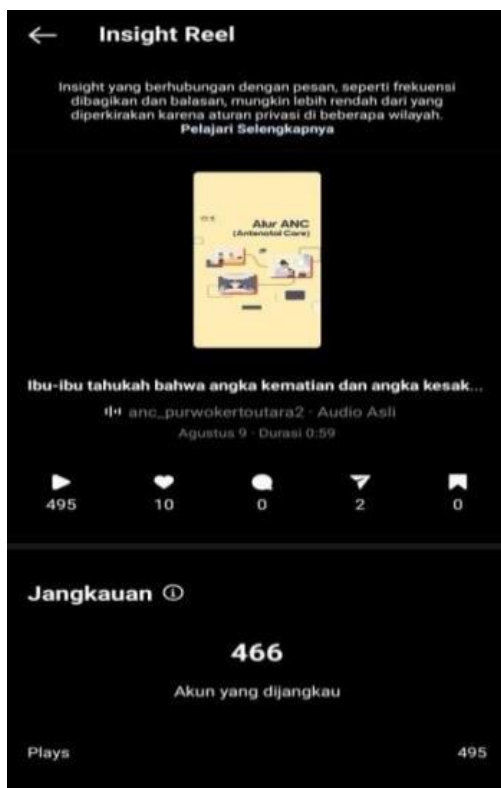 Insight Reel
Insight yang berhubungan dengan pesan, seperti frekuensi
dibagikan dan balasan, mungkin lebih rendah dari yang
diperkirakan karena aturan privasi di beberapa wilayah.
Pelajari Selengkapnya
Alur ANC
(Antenatal Care)
Ibu-Ibu tahukah bahwa angka kematian dan angka kesak...
anc_purwokertoutara2 · Audio Asli
Agustus 9 · Durasi 0:59
495 10 0 2 0
Jangkauan
466
Akun yang dijangkau
Plays 495